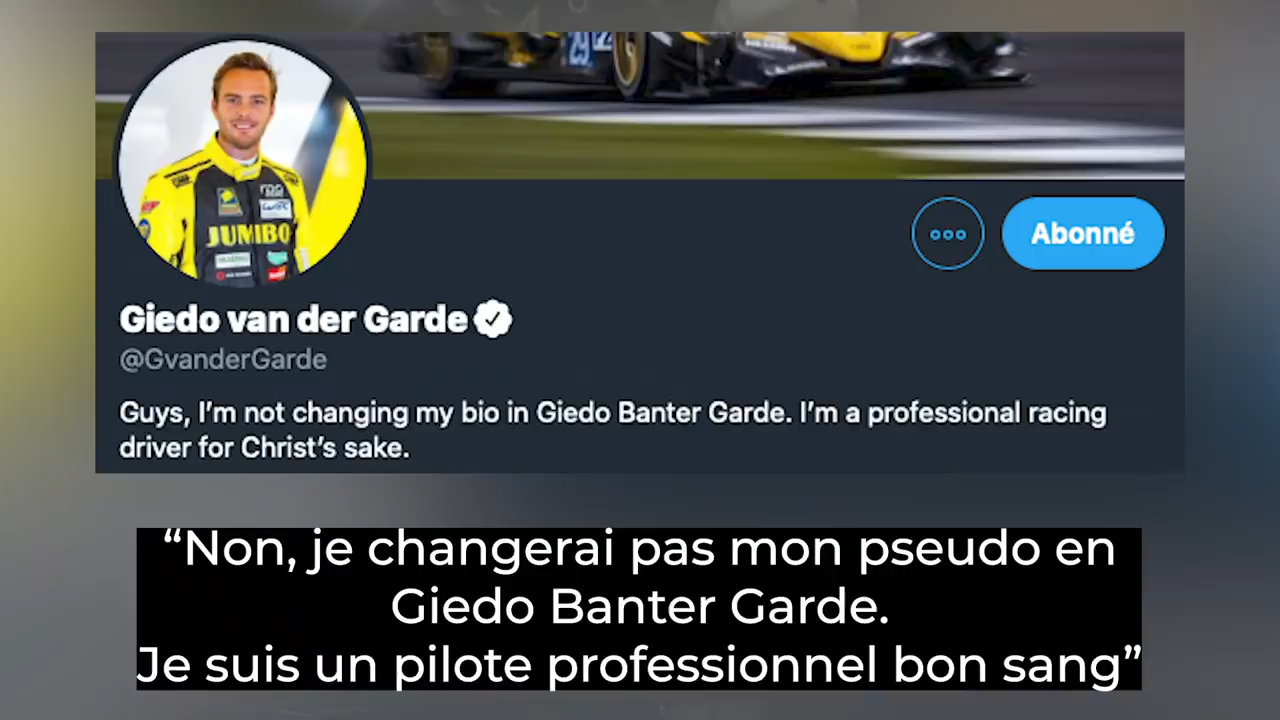 29
JUMBO
Abonné
Giedo van der Garde
@GvanderGarde
Guys, I’m not changing my bio in Giedo Banter Garde. I’m a professional racing
driver for Christ’s sake.
“Non, je changerai pas mon pseudo en
Giedo Banter Garde.
Je suis un pilote professionnel bon sang”